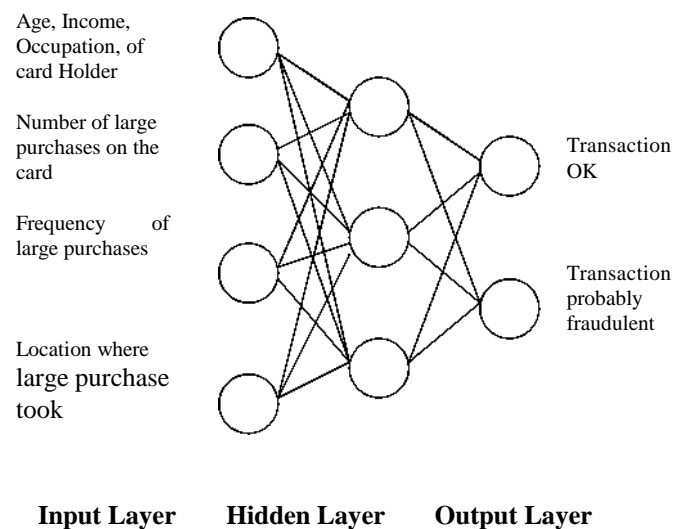 Age, Income,
Occupation, of
card Holder
Number of large
purchases on the
card
Frequency of
large purchases
Location where
large purchase
took
Transaction
OK
Transaction
probably
fraudulent
Input Layer Hidden Layer Output Layer